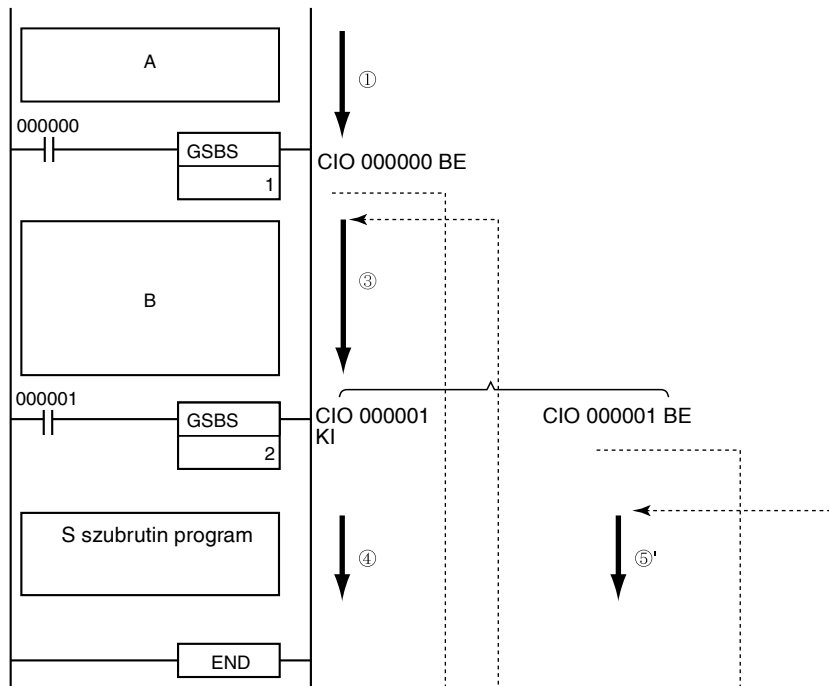 A
①
000000
GSBS
CIO 000000 BE
1
③
B
000001
GSBS
CIO 000001
KI
CIO 000001 BE
2
S szubrutin program
④
⑤'
END